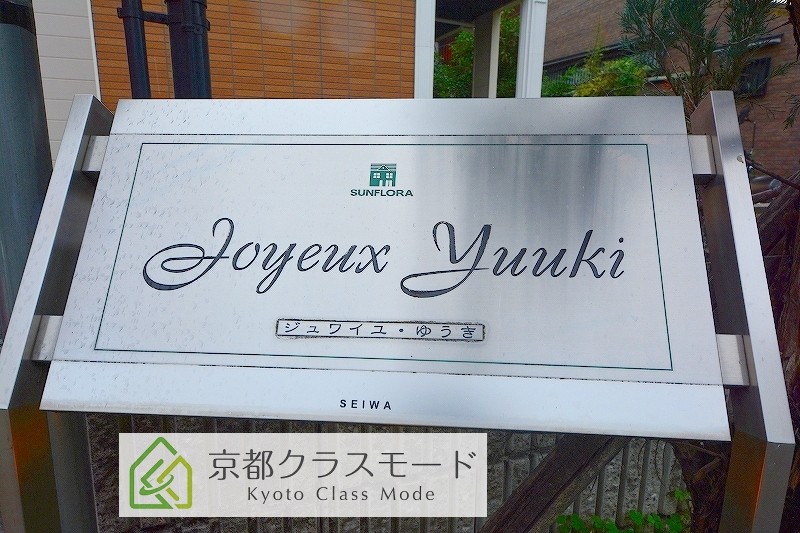 SUNFLORA
Joyeux Yuuki
ジュワイユ・ゆうき
SEIWA
京都クラスモード
Kyoto Class Mode